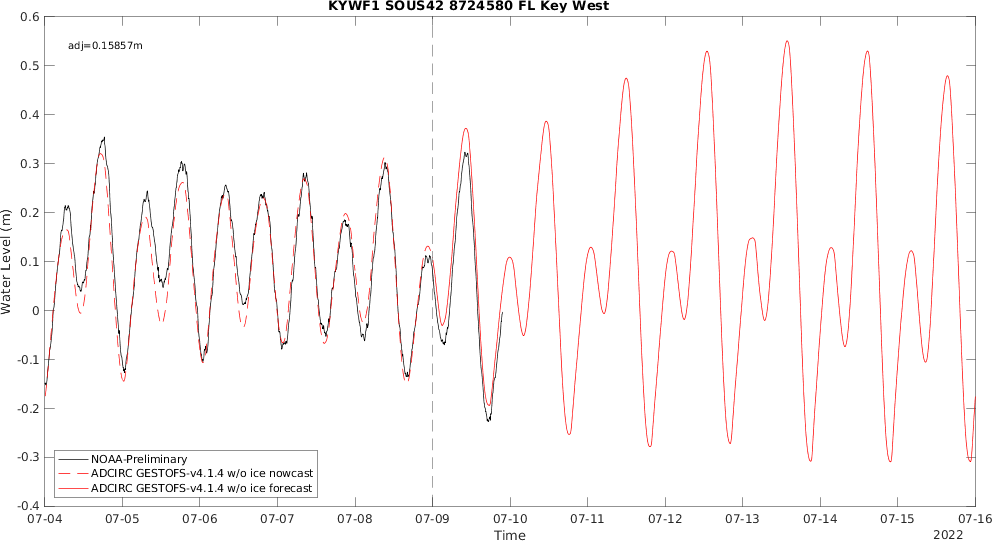 KYWF1 SOUS42 8724580 FL Key West
adj=0.15857m
Water Level (m)
0.6
0.5
0.4
0.3
0.2
0.1
0
-0.1
-0.2
-0.3
-0.4
NOAA-Preliminary
ADCIRC GESTOFS-v4.1.4 w/o ice nowcast
ADCIRC GESTOFS-v4.1.4 w/o ice forecast
07-04 07-05 07-06 07-07 07-08 07-09 07-10 07-11 07-12 07-13 07-14 07-15 07-16
Time
2022